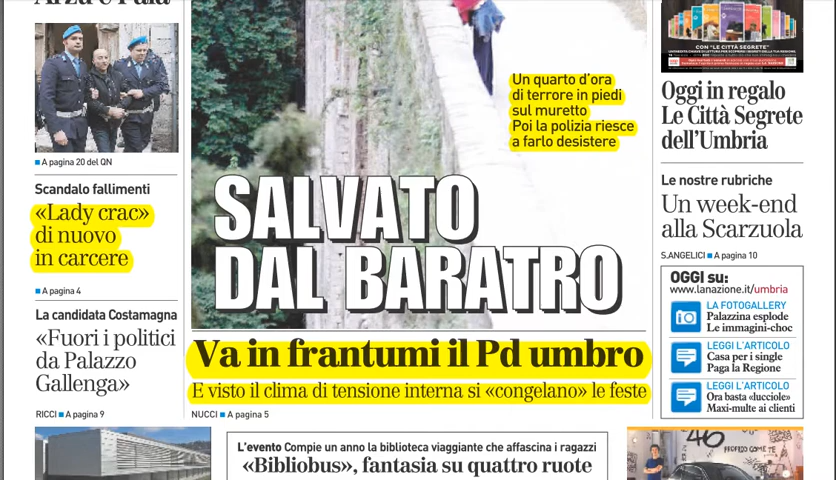 A pagina 20 del QN
Scandalo fallimenti
«Lady crac»
di nuovo
in carcere
A pagina 4
La candidata Costamagna
«Fuori i politici
da Palazzo
Gallenga»
RICCI A pagina 9
Un quarto d'ora
di terrore in piedi
sul muretto
Poi la polizia riesce
a farlo desistere
SALVATO
DAL BARATRO
Va in frantumi il Pd umbro
E visto il clima di tensione interna si «congelano» le feste
NUCCI A pagina 5
CON "LE CITTÀ SEGRETE"
Oggi in regalo
Le Città Segrete
dell'Umbria
Le nostre rubriche
Un week-end
alla Scarzuola
S.ANGELICI A pagina 10
OGGI su:
www.lanazione.it/umbria
LA FOTOGALLERY
Palazzina esplode
Le immagini-choc
LEGGI L'ARTICOLO
Casa per i single
Paga la Regione
LEGGI L'ARTICOLO
Ora basta «lucciole»
Maxi-multe ai clienti
L'evento Compie un anno la biblioteca viaggiante che affascina i ragazzi
«Bibliobus», fantasia su quattro ruote
46